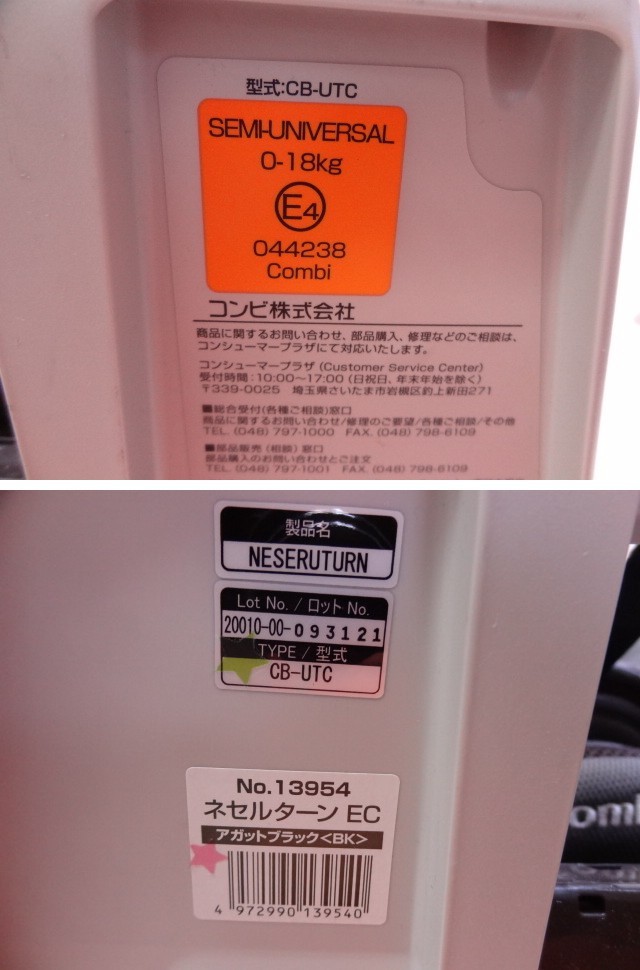 型式:CB-UTC
SEMI-UNIVERSAL
0-18kg
E4
044238
Combi
コンビ株式会社
商品に関するお問い合わせ、部品購入、修理などのご相談は、
コンシューマープラザにて対応いたします。
コンシューマープラザ (Customer Service Center)
受付時間:10:00~17:00 (日祝日、年末年始を除く)
〒339-0025 埼玉県さいたま市岩槻区釣上新田271
■総合受付(各種ご相談)窓口
商品に関するお問い合わせ/修理のご要望/各種ご相談/その他
TEL. (048) 797-1000 FAX. (048) 798-6109
■部品販売(相談)窓口
部品購入のお問い合わせとご注文
TEL. (048) 797-1001 FAX. (048) 798-6109
製品名
NESERUTURN
Lot No. / ロット No.
20010-00-093121
TYPE / 型式
CB-UTC
No.13954
ネセルターン EC
アガットブラック<BK>
4 972990 139540
omb